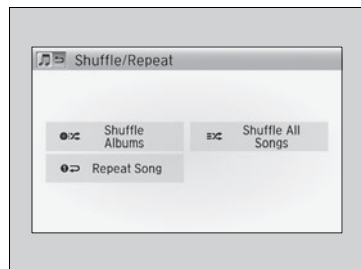 Shuffle/Repeat
Shuffle
Albums
Shuffle All
Songs
Repeat Song